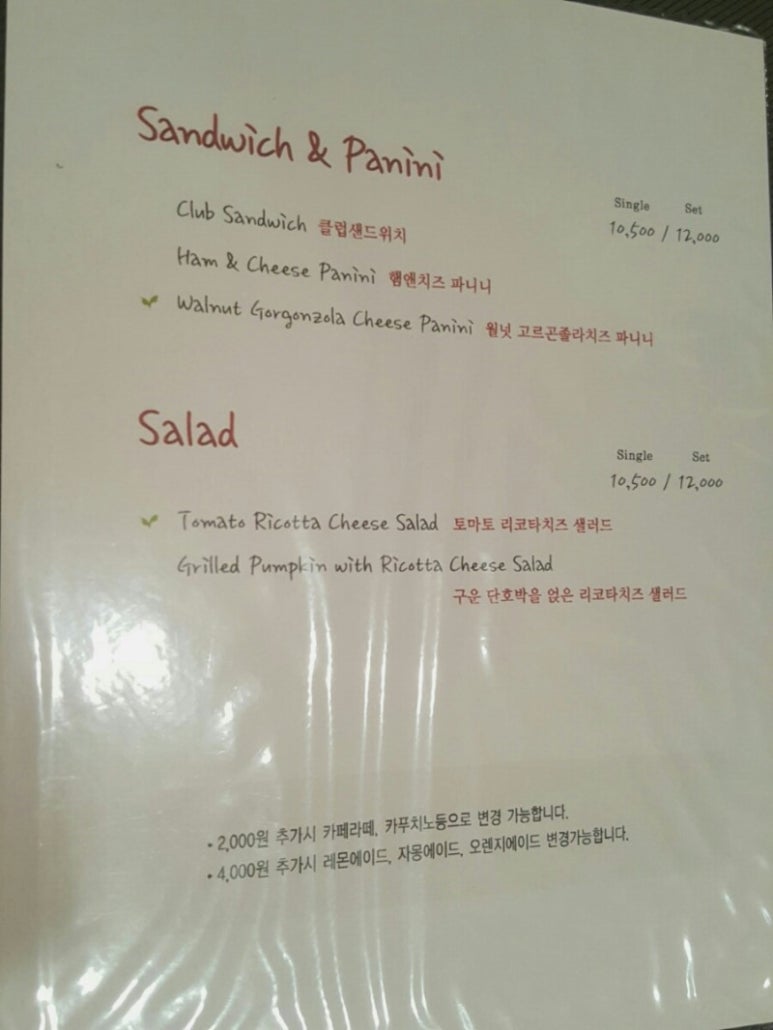 Sandwich & Panini
Single Set
10,500 / 12,000
Club Sandwich 클럽샌드위치
Ham & Cheese Panini 햄앤치즈 파니니
Walnut Gorgonzola Cheese Panini 월넛 고르곤졸라치즈 파니니
Salad
Single Set
10,500 / 12,000
Tomato Ricotta Cheese Salad 토마토 리코타치즈 샐러드
Grilled Pumpkin with Ricotta Cheese Salad
구운 단호박을 얹은 리코타치즈 샐러드
• 2,000원 추가시 카페라떼, 카푸치노등으로 변경 가능합니다.
• 4,000원 추가시 레몬에이드, 자몽에이드, 오렌지에이드 변경가능합니다.